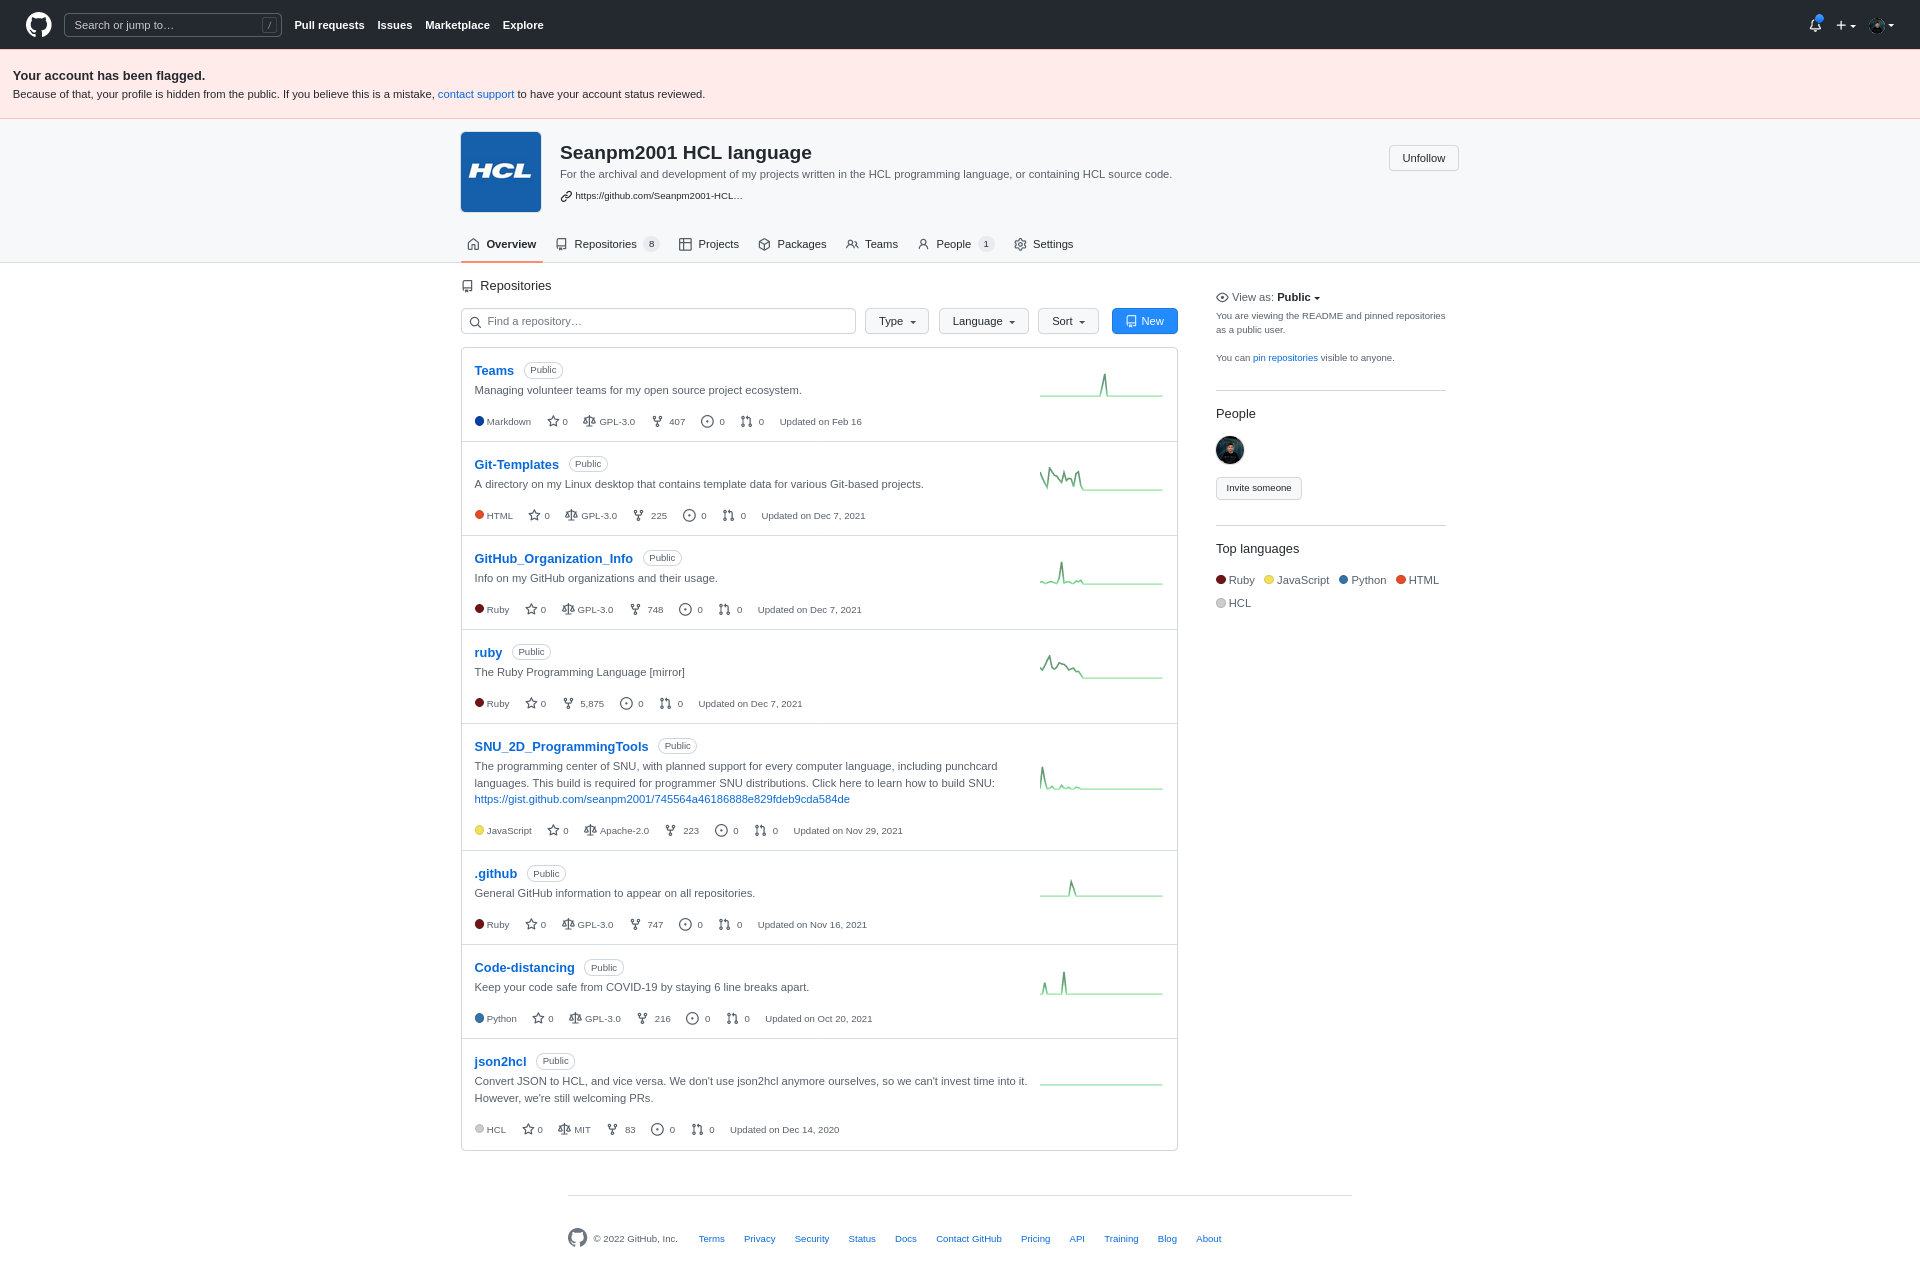 Search or jump to… /
Pull requests Issues Marketplace Explore
Your account has been flagged.
Because of that, your profile is hidden from the public. If you believe this is a mistake, contact support to have your account status reviewed.
HCL
Seanpm2001 HCL language
For the archival and development of my projects written in the HCL programming language, or containing HCL source code.
https://github.com/Seanpm2001-HCL…
Unfollow
Overview Repositories 8 Projects Packages Teams People 1 Settings
Repositories
Find a repository… Type Language Sort New
Teams Public
Managing volunteer teams for my open source project ecosystem.
Markdown 0 GPL-3.0 407 0 0 Updated on Feb 16
Git-Templates Public
A directory on my Linux desktop that contains template data for various Git-based projects.
HTML 0 GPL-3.0 225 0 0 Updated on Dec 7, 2021
GitHub_Organization_Info Public
Info on my GitHub organizations and their usage.
Ruby 0 GPL-3.0 748 0 0 Updated on Dec 7, 2021
ruby Public
The Ruby Programming Language [mirror]
Ruby 0 5,875 0 0 Updated on Dec 7, 2021
SNU_2D_ProgrammingTools Public
The programming center of SNU, with planned support for every computer language, including punchcard
languages. This build is required for programmer SNU distributions. Click here to learn how to build SNU:
https://gist.github.com/seanpm2001/745564a46186888e829fdeb9cda584de
JavaScript 0 Apache-2.0 223 0 0 Updated on Nov 29, 2021
.github Public
General GitHub information to appear on all repositories.
Ruby 0 GPL-3.0 747 0 0 Updated on Nov 16, 2021
Code-distancing Public
Keep your code safe from COVID-19 by staying 6 line breaks apart.
Python 0 GPL-3.0 216 0 0 Updated on Oct 20, 2021
json2hcl Public
Convert JSON to HCL, and vice versa. We don't use json2hcl anymore ourselves, so we can't invest time into it.
However, we're still welcoming PRs.
HCL 0 MIT 83 0 0 Updated on Dec 14, 2020
View as: Public
You are viewing the README and pinned repositories
as a public user.
You can pin repositories visible to anyone.
People
Invite someone
Top languages
Ruby JavaScript Python HTML
HCL
© 2022 GitHub, Inc. Terms Privacy Security Status Docs Contact GitHub Pricing API Training Blog About